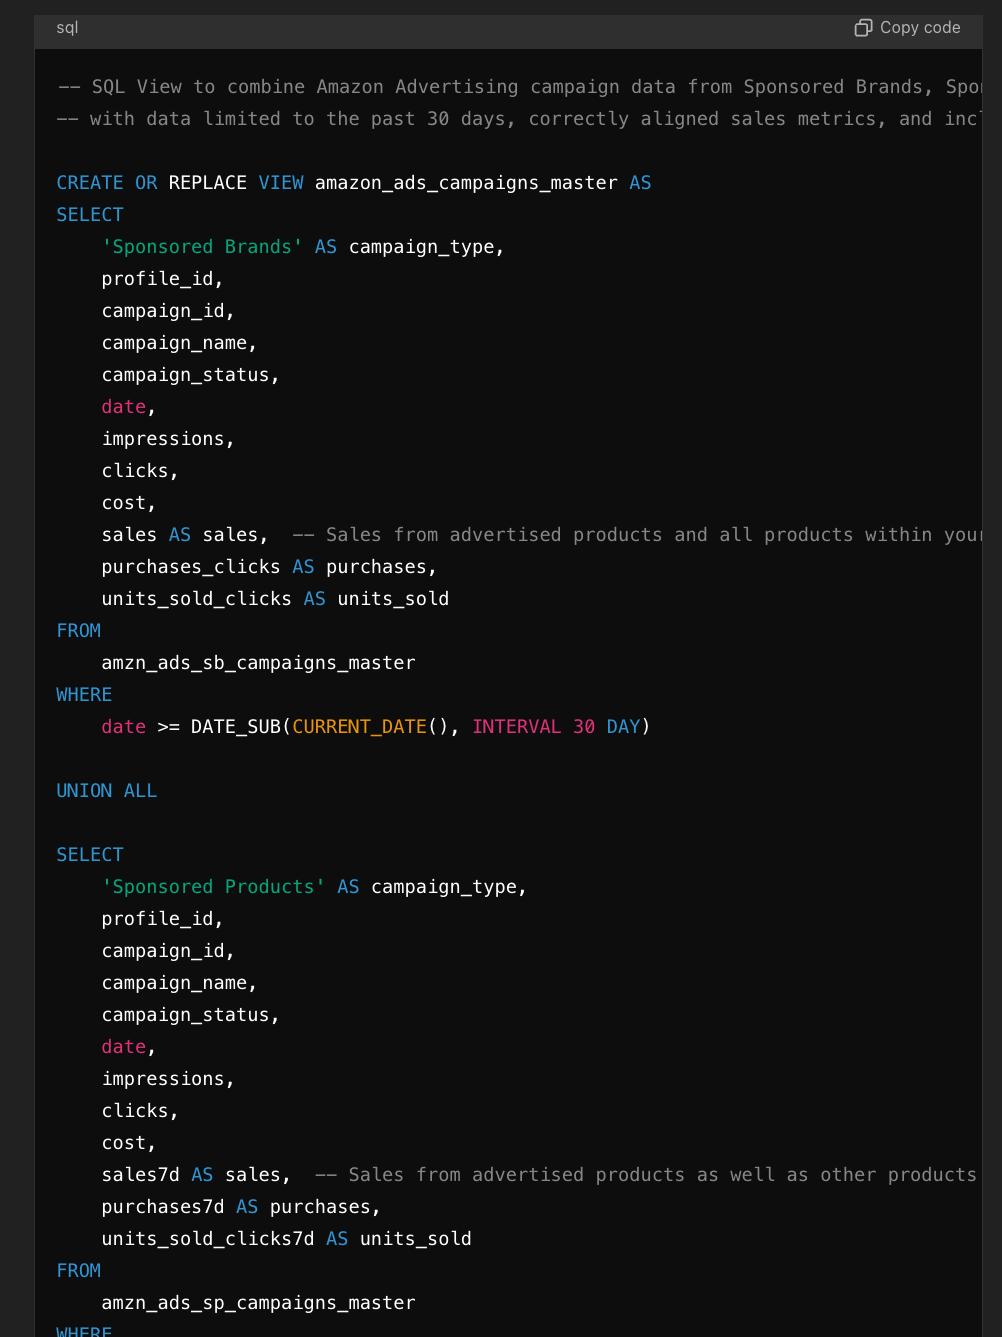 sql
Copy code
-- SQL View to combine Amazon Advertising campaign data from Sponsored Brands,
-- with data limited to the past 30 days, correctly aligned sales metrics, and
CREATE OR REPLACE VIEW amazon_ads_campaigns_master AS
SELECT
    'Sponsored Brands' AS campaign_type,
    profile_id,
    campaign_id,
    campaign_name,
    campaign_status,
    date,
    impressions,
    clicks,
    cost,
    sales AS sales,  -- Sales from advertised products and all products within
    purchases_clicks AS purchases,
    units_sold_clicks AS units_sold
FROM
    amzn_ads_sb_campaigns_master
WHERE
    date >= DATE_SUB(CURRENT_DATE(), INTERVAL 30 DAY)
UNION ALL
SELECT
    'Sponsored Products' AS campaign_type,
    profile_id,
    campaign_id,
    campaign_name,
    campaign_status,
    date,
    impressions,
    clicks,
    cost,
    sales7d AS sales,  -- Sales from advertised products as well as other products
    purchases7d AS purchases,
    units_sold_clicks7d AS units_sold
FROM
    amzn_ads_sp_campaigns_master
WHERE